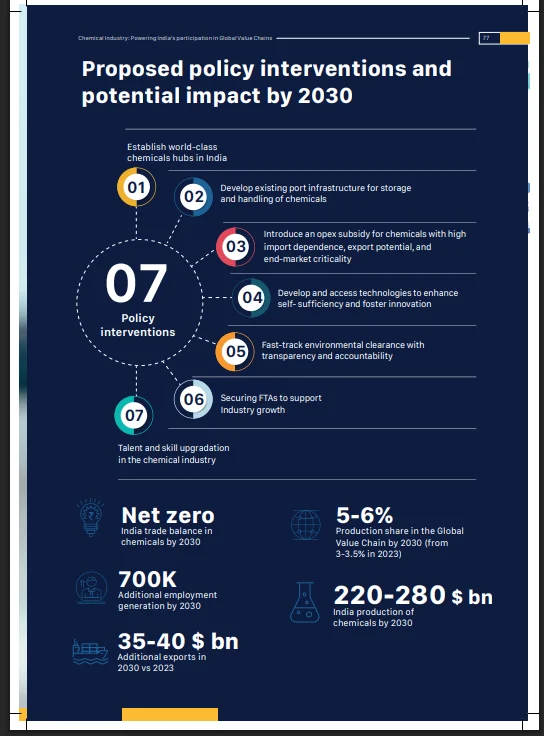 Chemical Industry: Powering India's participation in Global Value Chains
77
Proposed policy interventions and
potential impact by 2030
Establish world-class
chemicals hubs in India
01
02
Develop existing port infrastructure for storage
and handling of chemicals
03
Introduce an opex subsidy for chemicals with high
import dependence, export potential, and
end-market criticality
07
Policy
interventions
04
Develop and access technologies to enhance
self- sufficiency and foster innovation
05
Fast-track environmental clearance with
transparency and accountability
06
Securing FTAs to support
Industry growth
07
Talent and skill upgradation
in the chemical industry
Net zero
India trade balance in
chemicals by 2030
5-6%
Production share in the Global
Value Chain by 2030 (from
3-3.5% in 2023)
700K
Additional employment
generation by 2030
220-280 $ bn
India production of
chemicals by 2030
35-40 $ bn
Additional exports in
2030 vs 2023